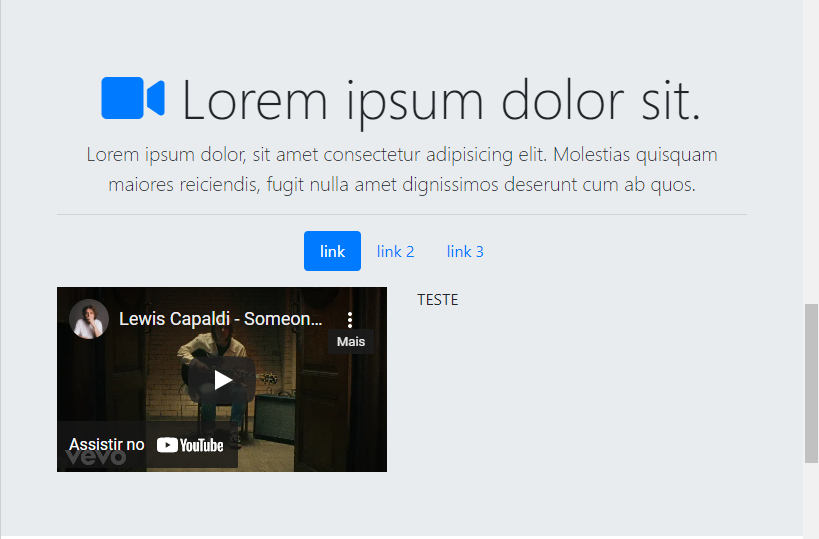 Lorem ipsum dolor sit.
Lorem ipsum dolor, sit amet consectetur adipisicing elit. Molestias quisquam
maiores reiciendis, fugit nulla amet dignissimos deserunt cum ab quos.
link link 2 link 3
Lewis Capaldi - Someon...
Mais
Assistir no YouTube
vevo
TESTE